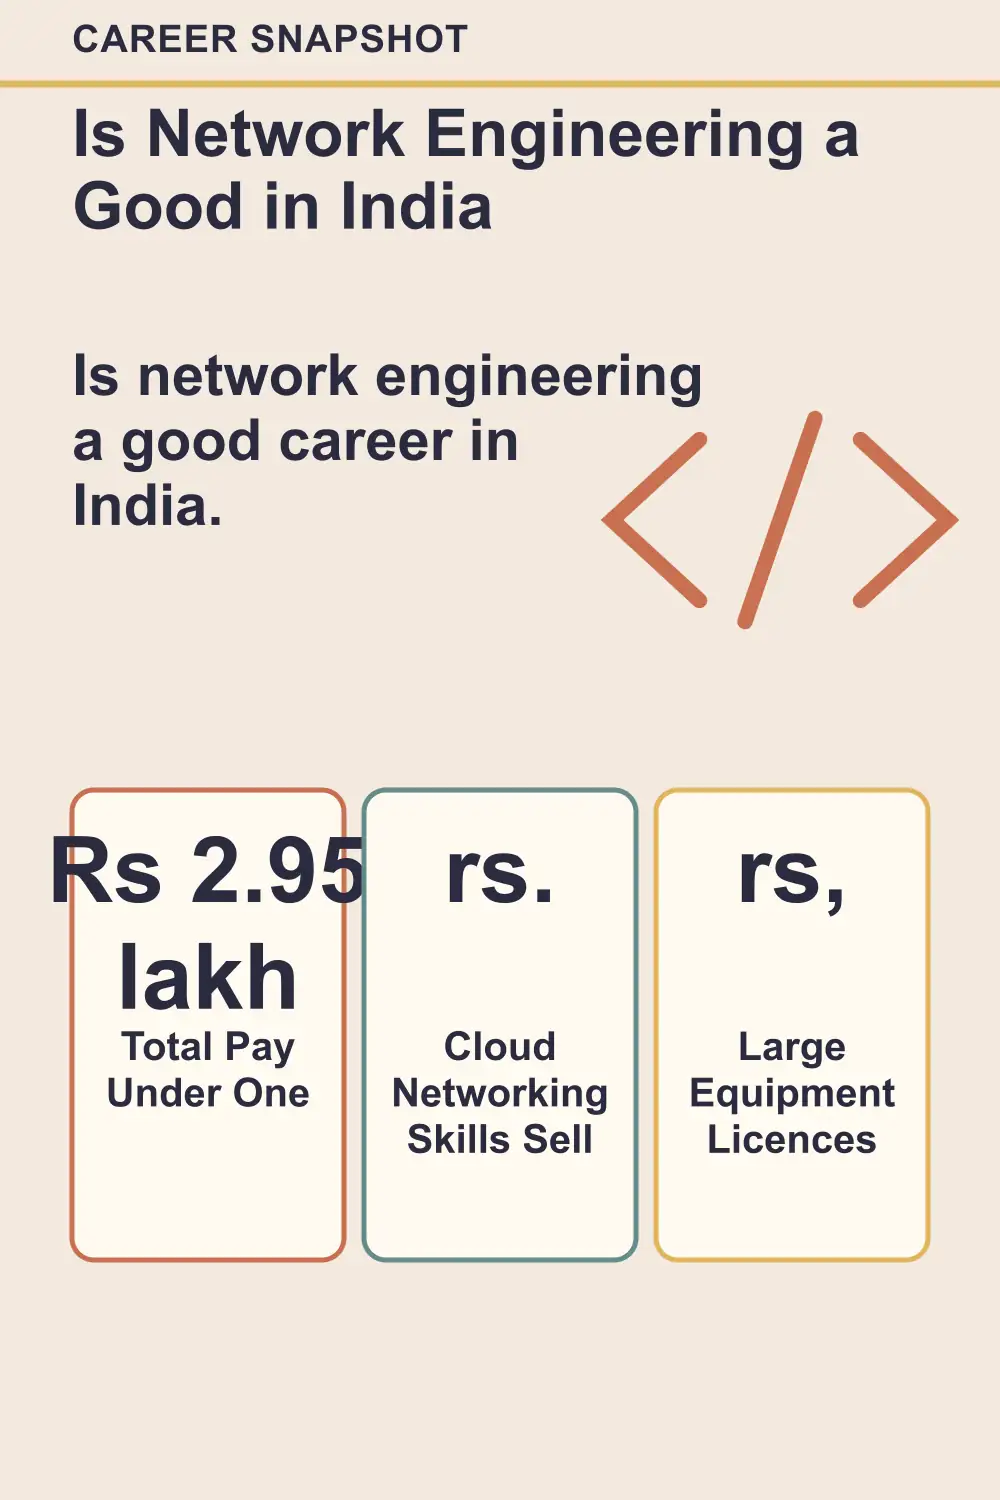 CAREER SNAPSHOT
Is Network Engineering a
Good in India
Is network engineering
a good career in
India.
Rs 2.95
lakh
Total Pay
Under One
rs.
Cloud
Networking
Skills Sell
rs,
Large
Equipment
Licences